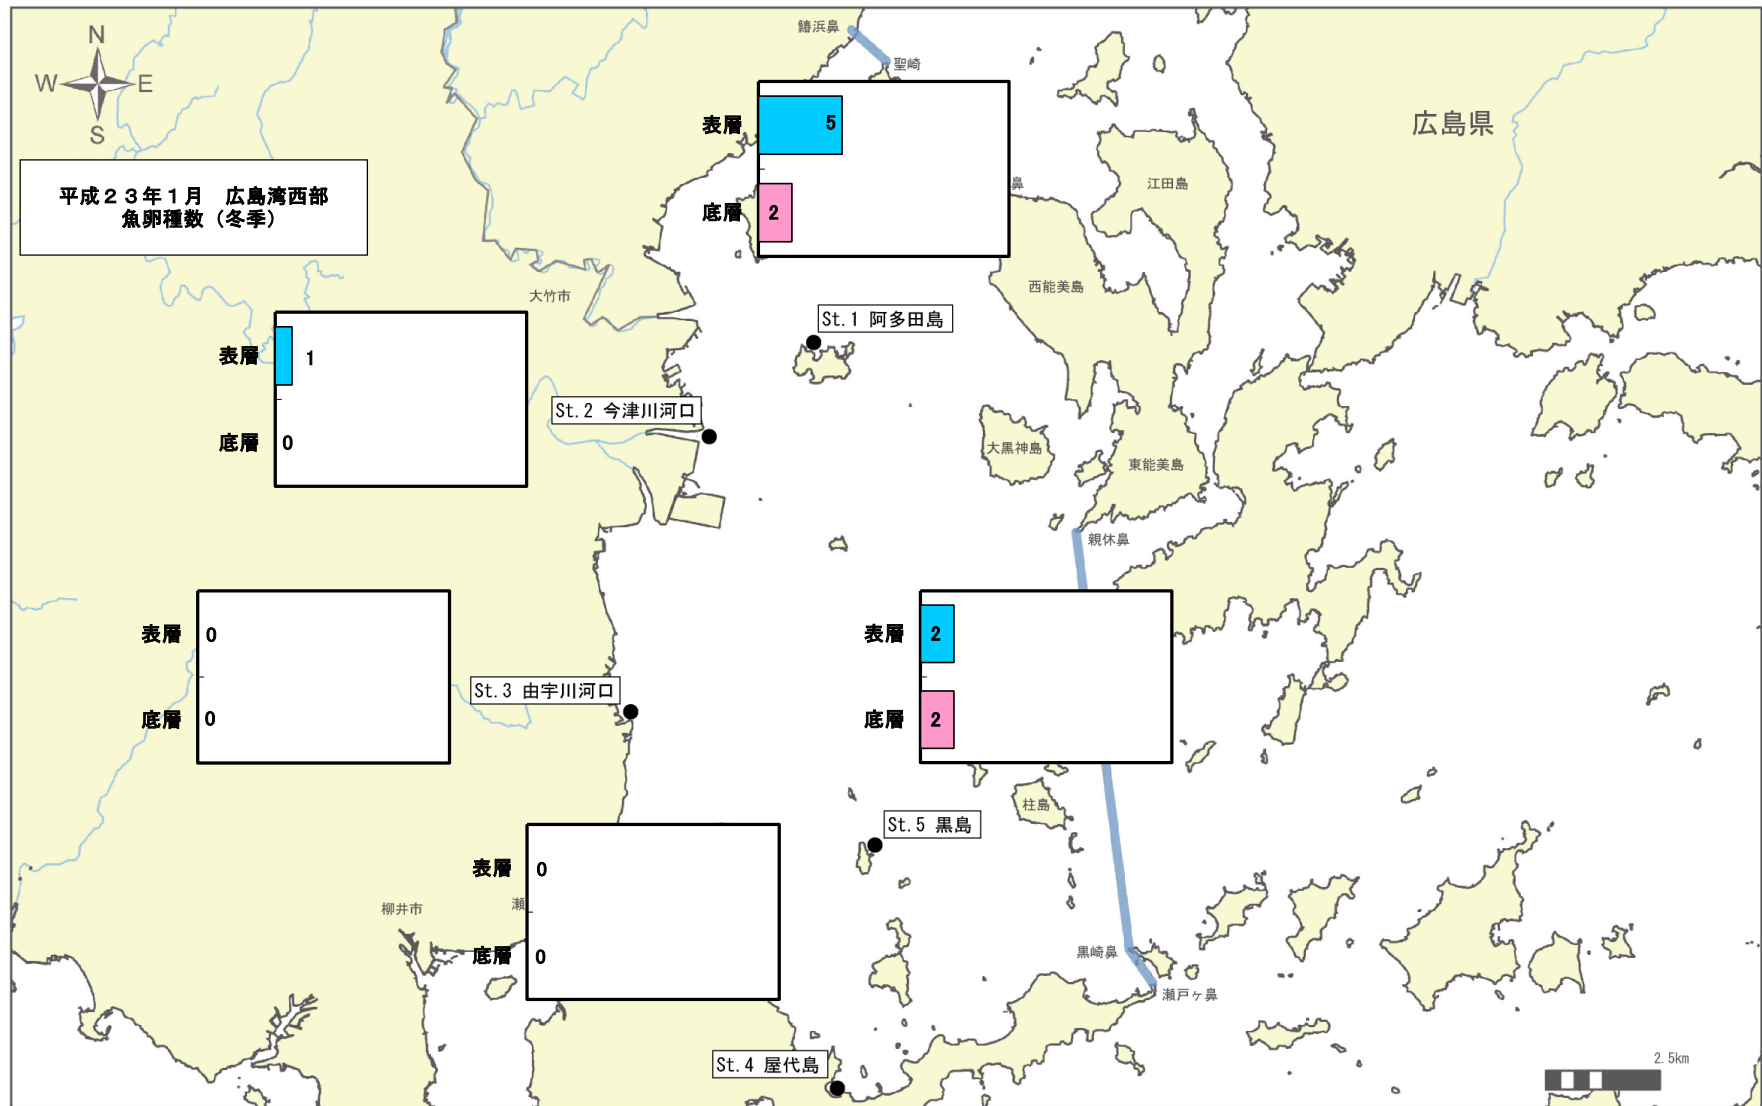 N
W
E
S
鰆浜鼻
聖崎
広島県
平成２３年１月　広島湾西部
魚卵種数（冬季）
表層
5
底層
2
鼻
江田島
西能美島
大竹市
St.1 阿多田島
表層
1
底層
0
St.2 今津川河口
大黒神島
東能美島
親休鼻
表層
0
底層
0
St.3 由宇川河口
表層
2
底層
2
柱島
St.5 黒島
表層
0
底層
0
柳井市
瀬
黒崎鼻
瀬戸ヶ鼻
St.4 屋代島
2.5km